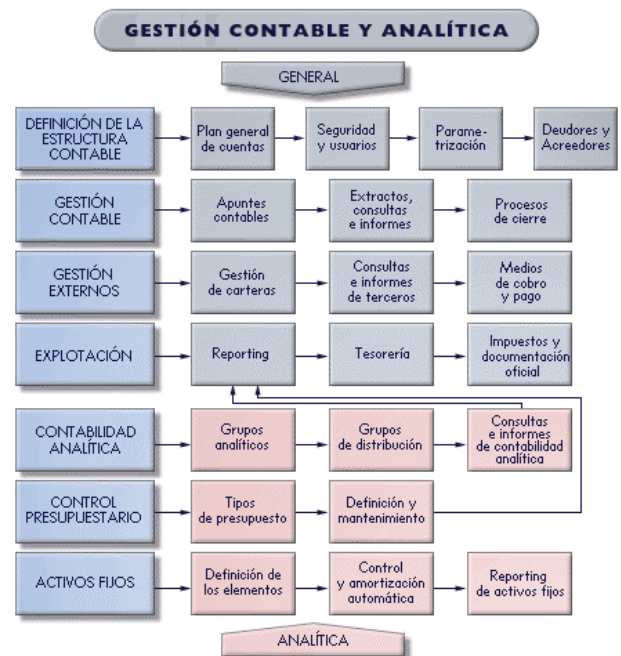 GESTIÓN CONTABLE Y ANALÍTICA
GENERAL
DEFINICIÓN DE LA
ESTRUCTURA
CONTABLE
Plan general
de cuentas
Seguridad
y usuarios
Parame-
trización
Deudores y
Acreedores
GESTIÓN
CONTABLE
Apuntes
contables
Extractos,
consultas
e informes
Procesos
de cierre
GESTIÓN
EXTERNOS
Gestión
de carteras
Consultas
e informes
de terceros
Medios
de cobro
y pago
EXPLOTACIÓN
Reporting
Tesorería
Impuestos y
documentación
oficial
CONTABILIDAD
ANALÍTICA
Grupos
analíticos
Grupos
de distribución
Consultas
e informes
de contabilidad
analítica
CONTROL
PRESUPUESTARIO
Tipos
de presupuesto
Definición y
mantenimiento
ACTIVOS FIJOS
Definición de
los elementos
Control
y amortización
automática
Reporting
de activos fijos
ANALÍTICA